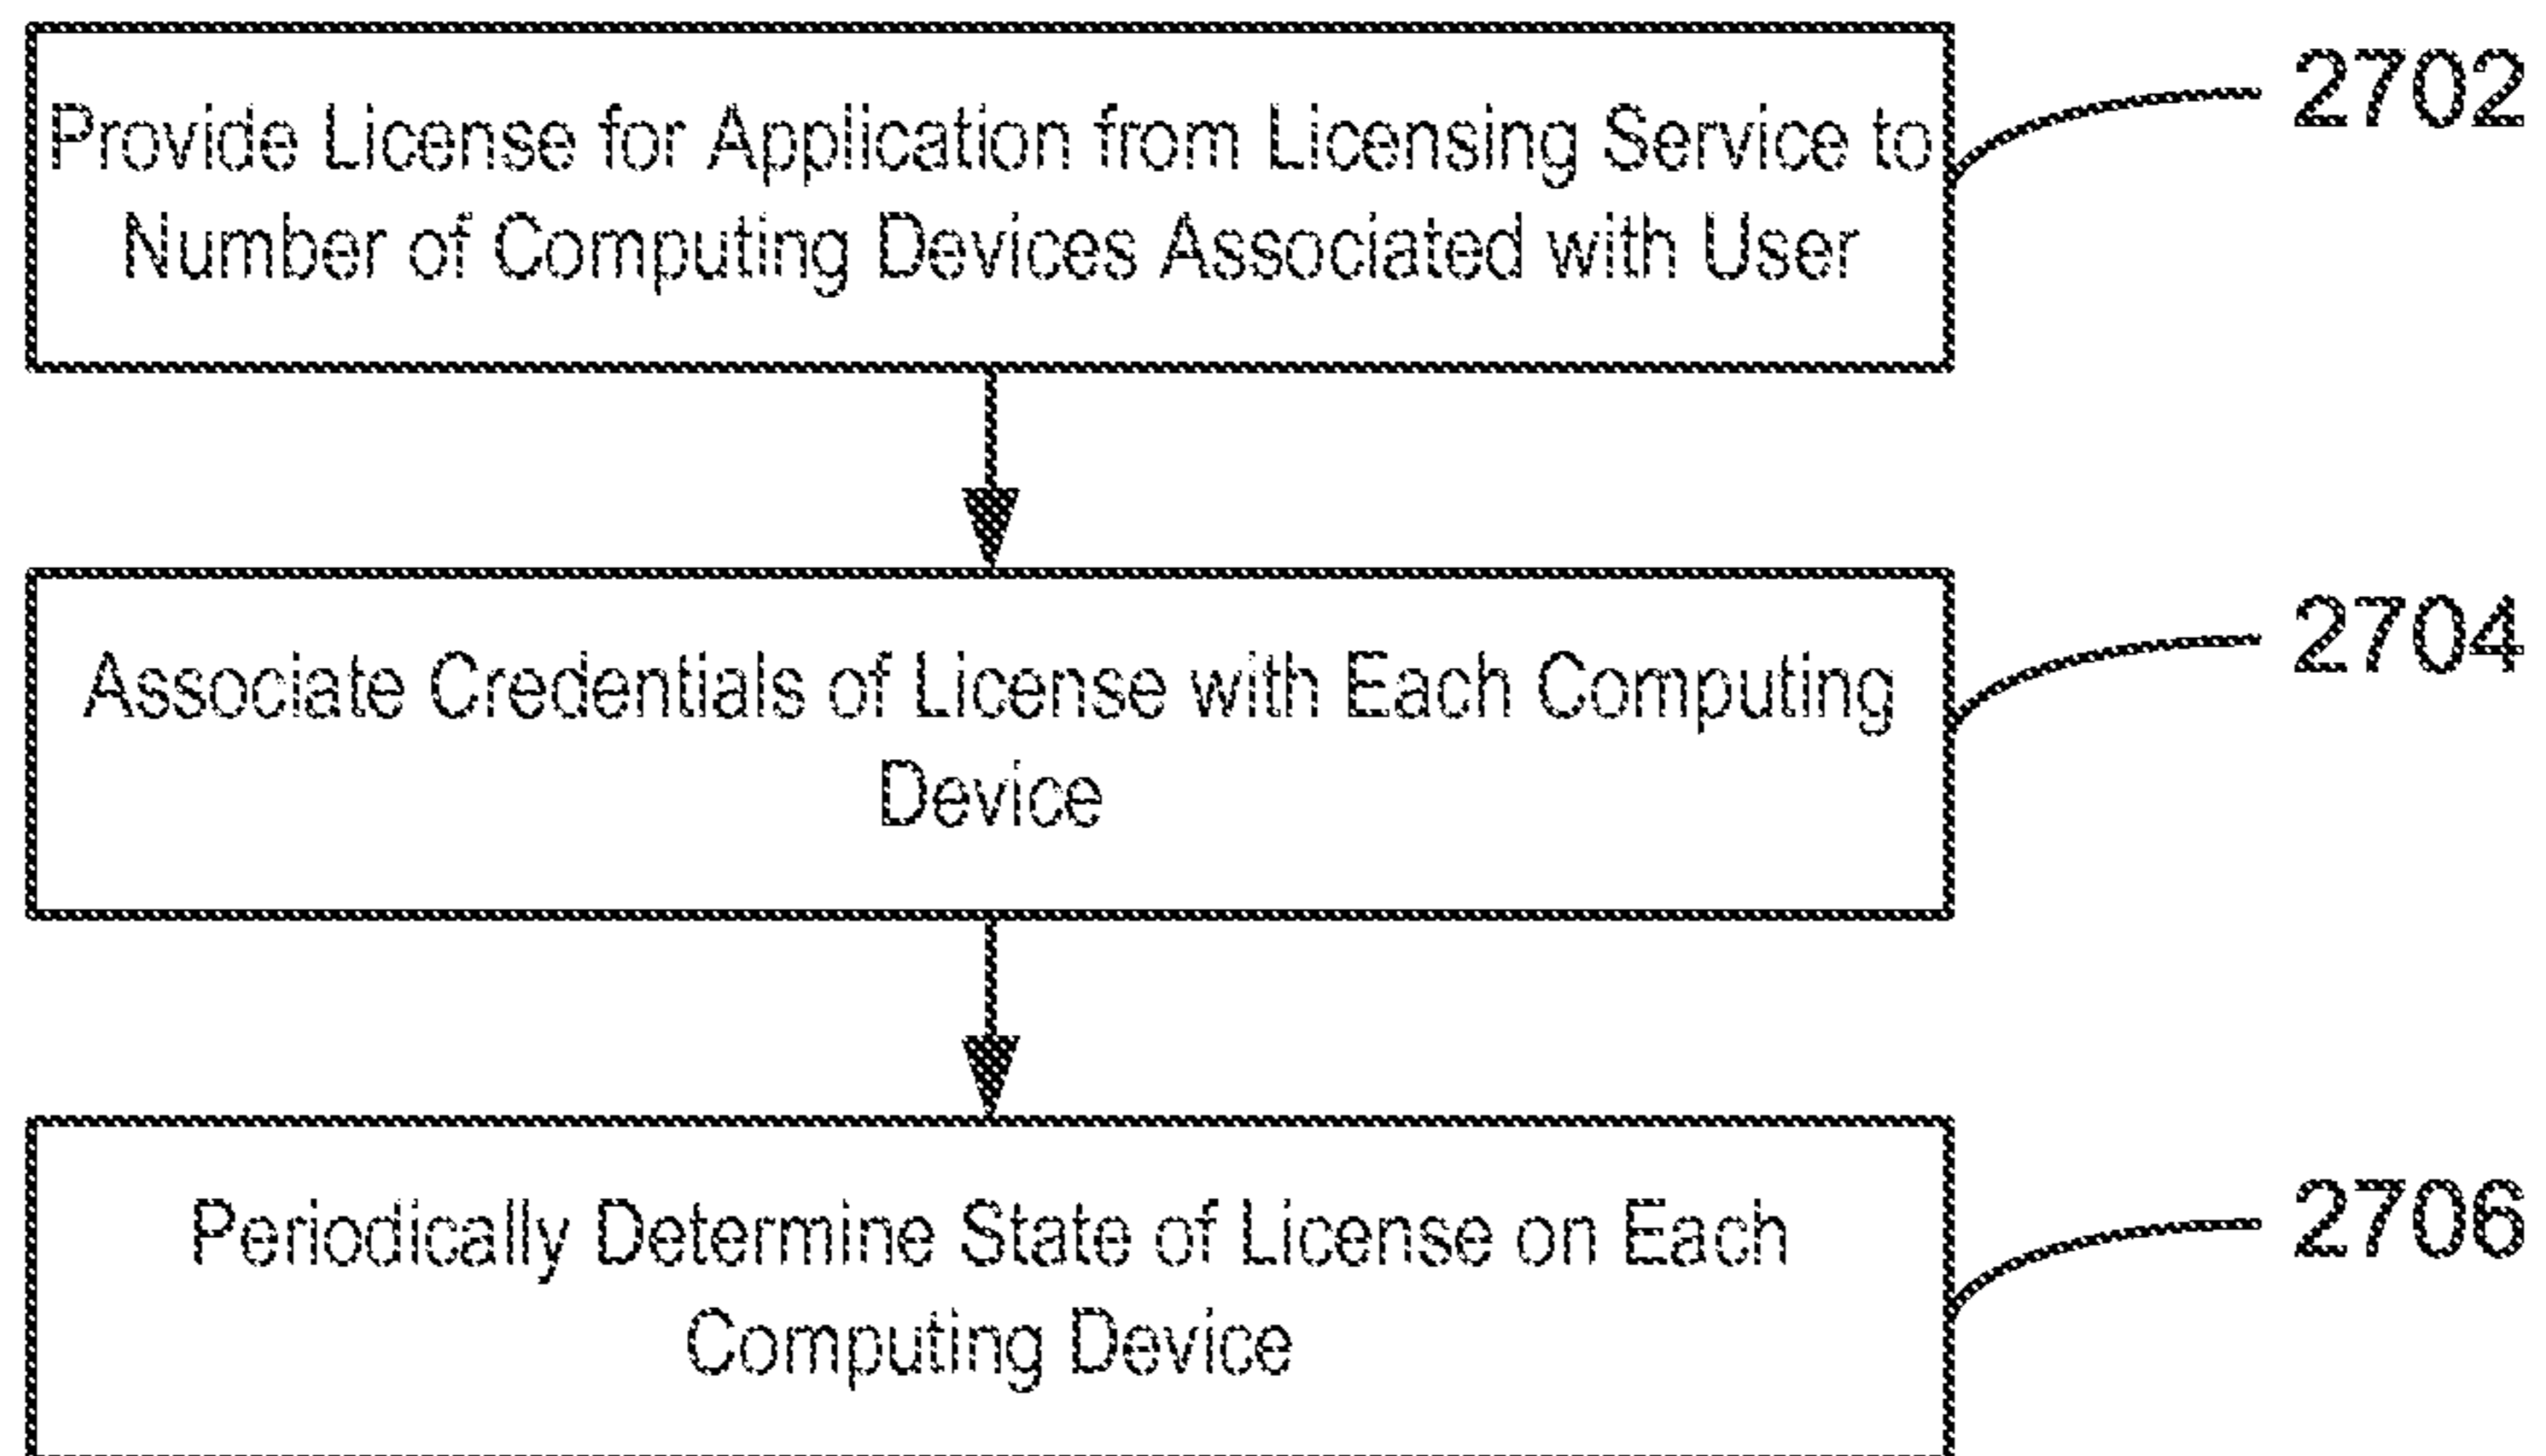 Provide License for Application from Licensing Service to
Number of Computing Devices Associated with User
2702
Associate Credentials of License with Each Computing
Device
2704
Periodically Determine State of License on Each
Computing Device
2706